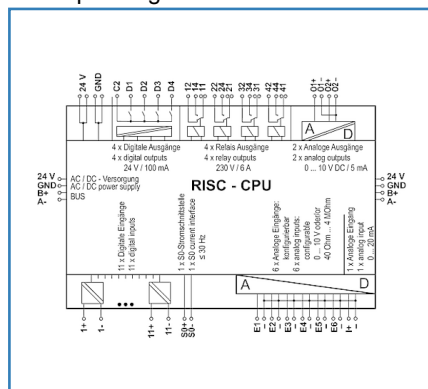 24 V
GND
C2
D1
D2
D3
D4
12
14
11
22
24
21
32
34
31
42
44
41
O1+
O1-
O2+
O2-
A
D
4 x Digitale Ausgänge
4 x digital outputs
24 V / 100 mA
4 x Relais Ausgänge
4 x relay outputs
230 V / 6 A
2 x Analoge Ausgänge
2 x analog outputs
0 ... 10 V DC / 5 mA
24 V
GND
B+
A-
AC / DC - Versorgung
AC / DC power supply
BUS
RISC - CPU
24 V
GND
B+
A-
11 x Digitale Eingänge
11 x digital inputs
1 x S0-Stromschnittstelle
1 x S0-current interface
≤ 30 Hz
6 x Analoge Eingänge:
konfigurierbar
6 x analog inputs:
configurable
0 ... 10 V oder/or
40 Ohm ... 4 MOhm
1 x Analoge Eingang
1 x analog input
0 ... 20 mA
A
D
1+
1-
11+
11-
S0+
S0-
E1
-
E2
-
E3
-
E4
-
E5
-
E6
-
I+
-